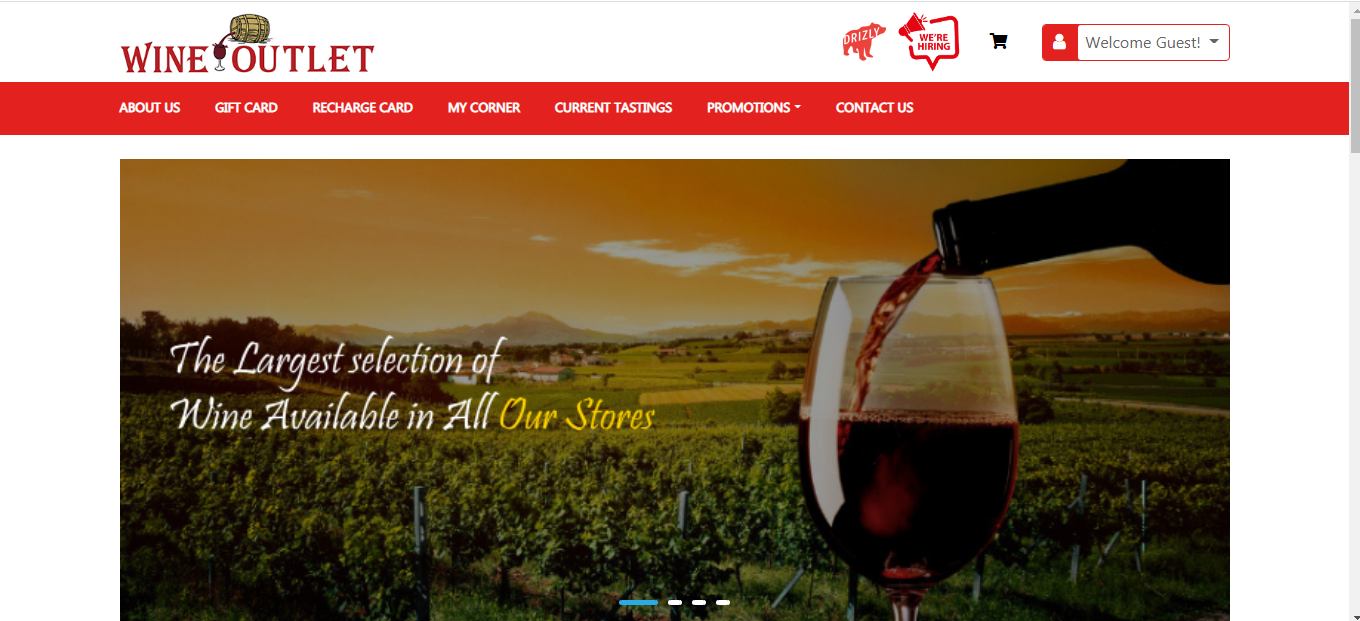 WINE OUTLET
DRIZLY
WE'RE
HIRING
Welcome Guest!
ABOUT US GIFT CARD RECHARGE CARD MY CORNER CURRENT TASTINGS PROMOTIONS CONTACT US
The Largest selection of
Wine Available in All Our Stores